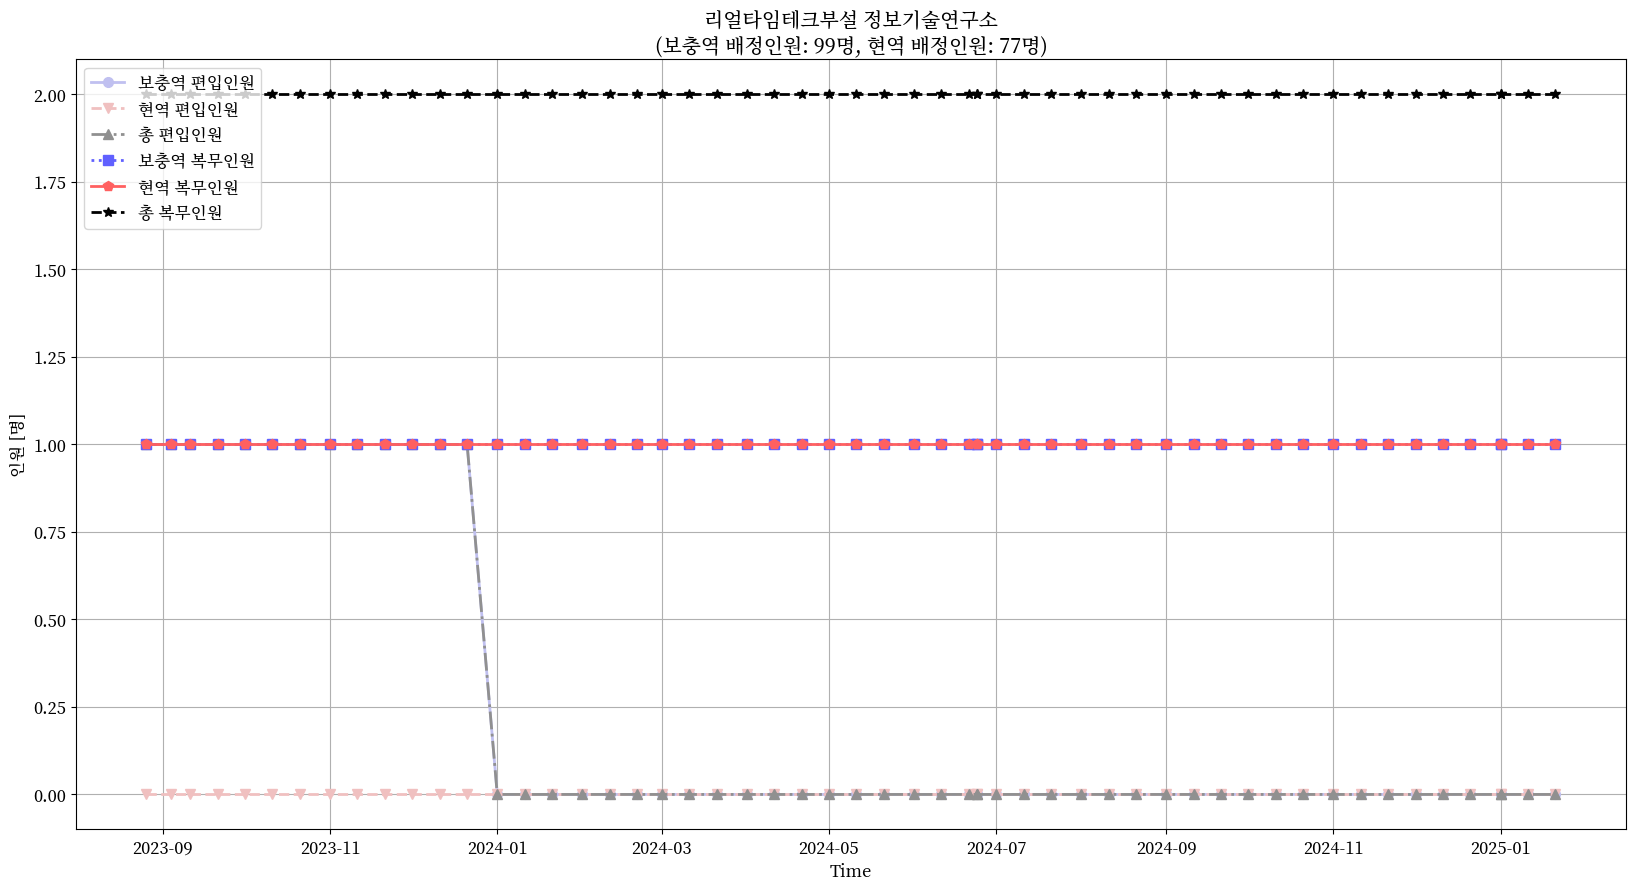 리얼타임테크부설 정보기술연구소
(보충역 배정인원: 99명, 현역 배정인원: 77명)
보충역 편입인원
현역 편입인원
총 편입인원
보충역 복무인원
현역 복무인원
총 복무인원
2.00
1.75
1.50
1.25
1.00
0.75
0.50
0.25
0.00
인원 [명]
2023-09
2023-11
2024-01
2024-03
2024-05
2024-07
2024-09
2024-11
2025-01
Time